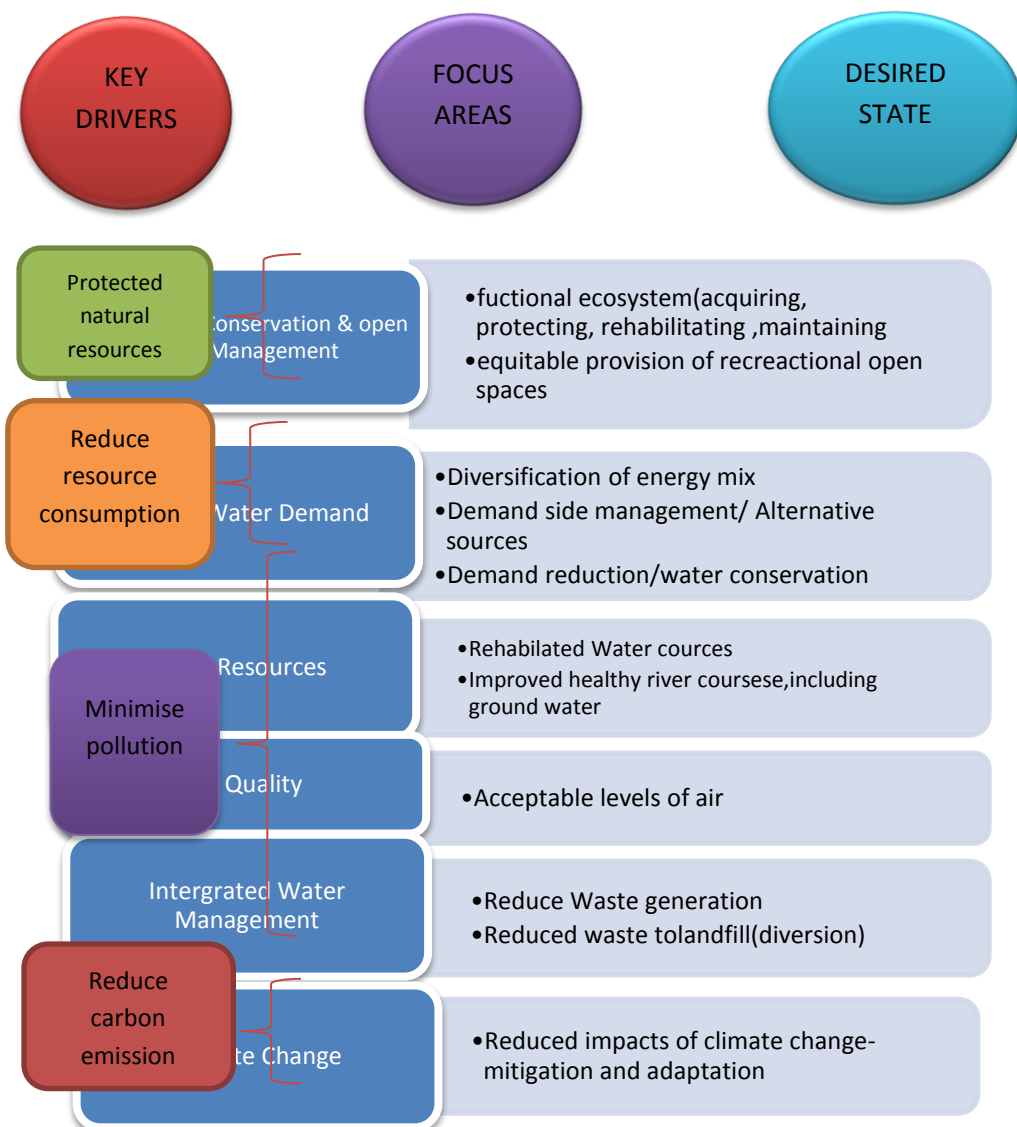 KEY
DRIVERS
FOCUS
AREAS
DESIRED
STATE
Protected
natural
resources
onservation & open
Management
•fuctional ecosystem(acquiring,
protecting, rehabilitating ,maintaining
•equitable provision of recreactional open
spaces
Reduce
resource
consumption
Water Demand
•Diversification of energy mix
•Demand side management/ Alternative
sources
•Demand reduction/water conservation
Minimise
pollution
Resources
•Rehabilated Water cources
•Improved healthy river coursese,including
ground water
Quality
•Acceptable levels of air
Intergrated Water
Management
•Reduce Waste generation
•Reduced waste tolandfill(diversion)
Reduce
carbon
emission
te Change
•Reduced impacts of climate change-
mitigation and adaptation